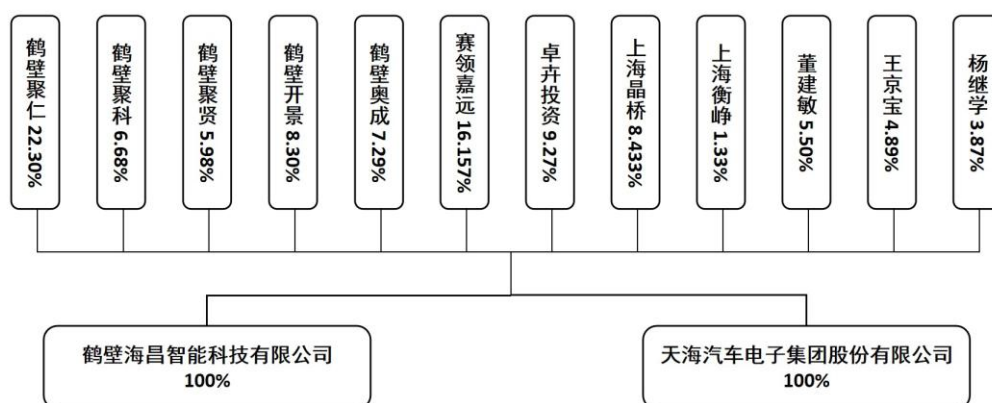 鹤壁聚仁 22.30%
鹤壁聚科 6.68%
鹤壁聚贤 5.98%
鹤壁开景 8.30%
鹤壁奥成 7.29%
赛领嘉远 16.157%
卓卉投资 9.27%
上海晶桥 8.433%
上海衡峥 1.33%
董建敏 5.50%
王京宝 4.89%
杨继学 3.87%
鹤壁海昌智能科技有限公司
100%
天海汽车电子集团股份有限公司
100%